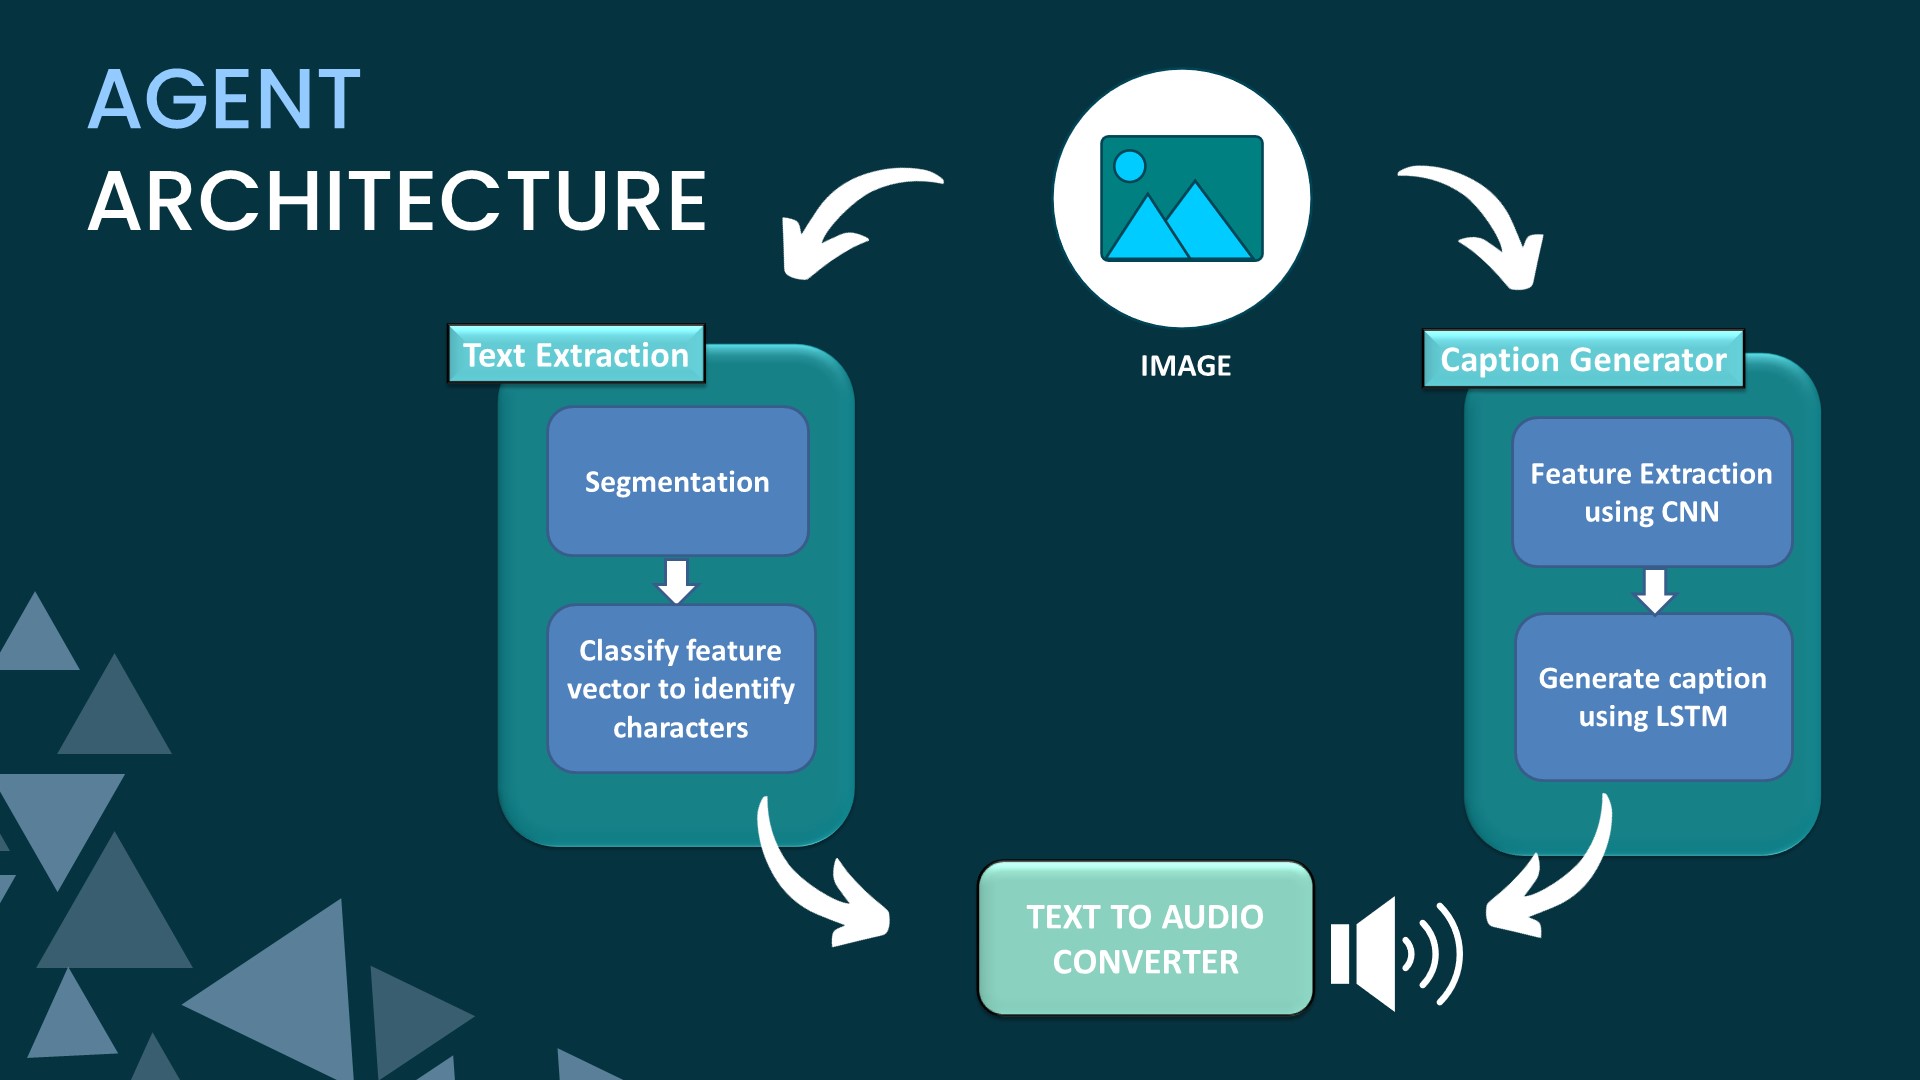 AGENT
ARCHITECTURE
IMAGE
Text Extraction
Segmentation
Classify feature
vector to identify
characters
Caption Generator
Feature Extraction
using CNN
Generate caption
using LSTM
TEXT TO AUDIO
CONVERTER